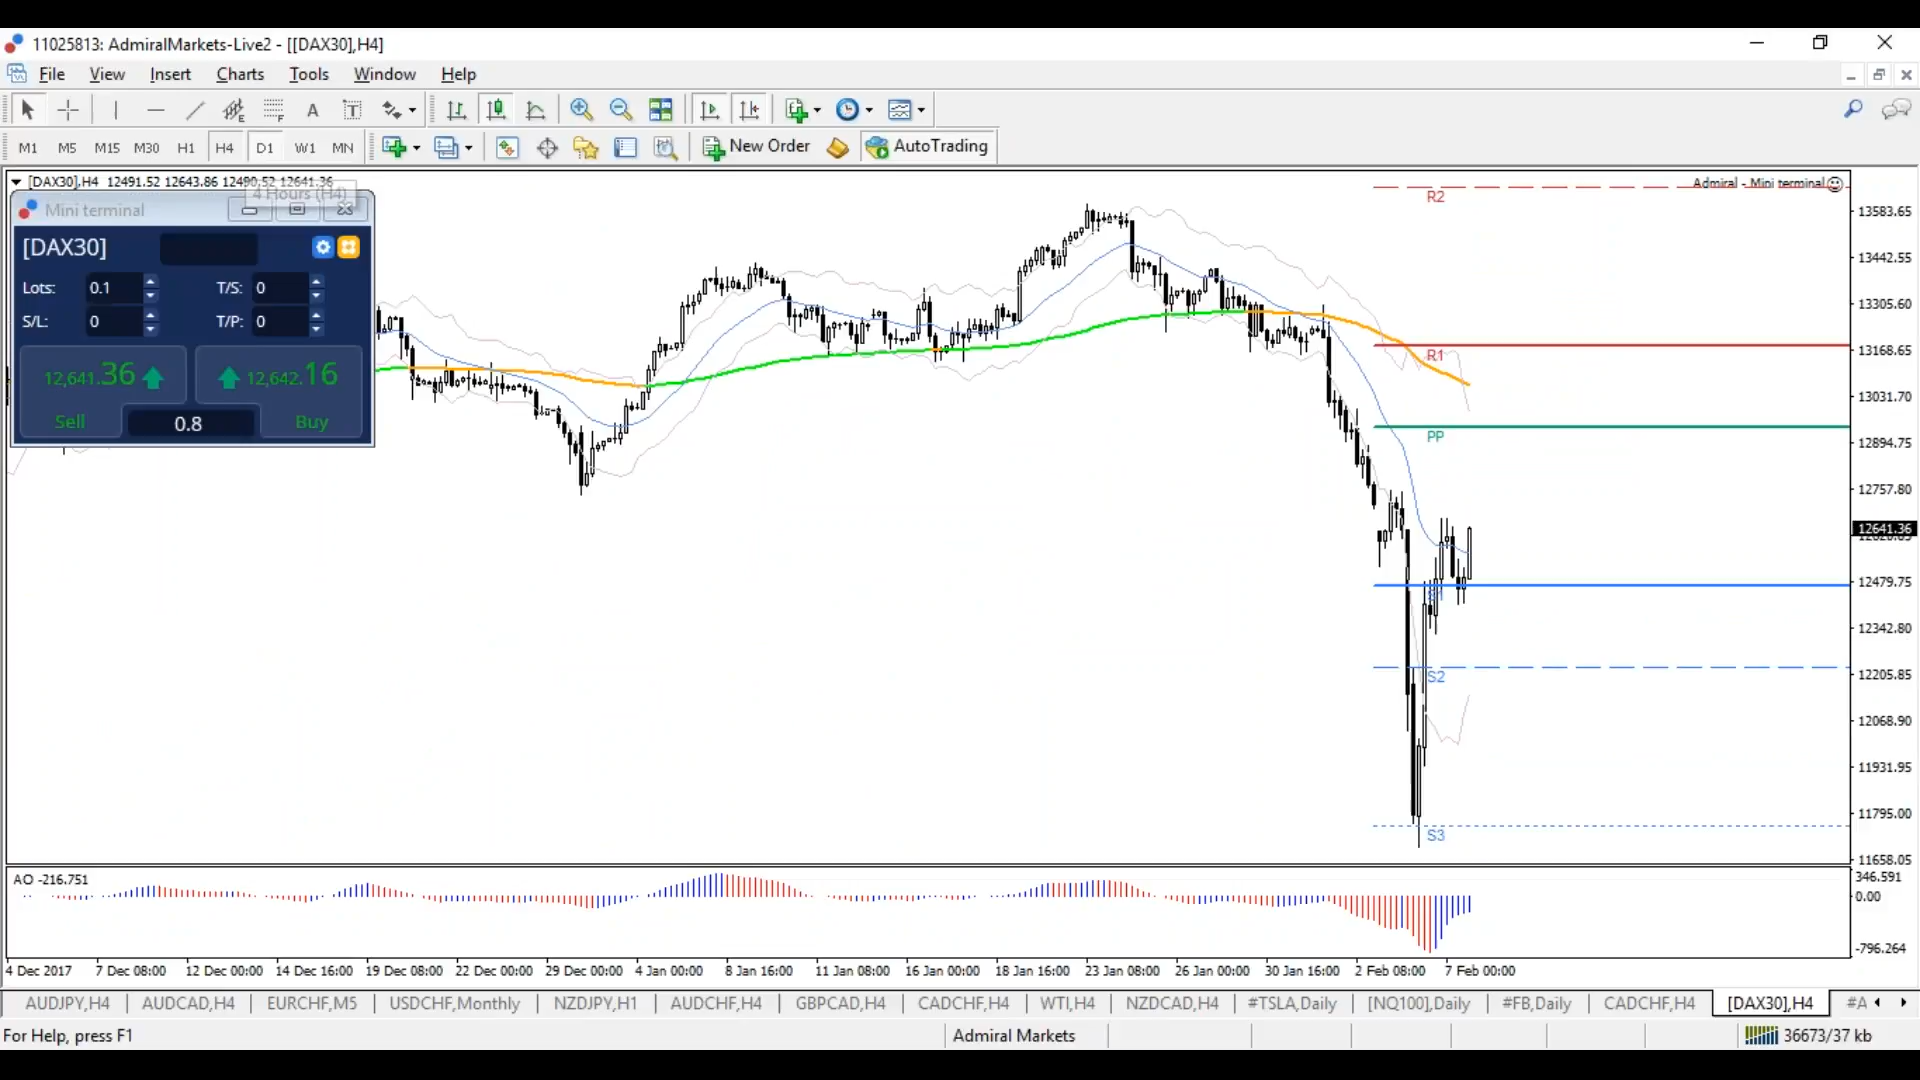 11025813: AdmiralMarkets-Live2 - [[DAX30],H4]
File View Insert Charts Tools Window Help
A T
M1 M5 M15 M30 H1 H4 D1 W1 MN New Order AutoTrading
[DAX30],H4 12491.52 12643.86 12490.52 12641.36
4 Hours (H4)
Admiral - Mini terminal
Mini terminal
[DAX30]
Lots: 0.1 T/S: 0
S/L: 0 T/P: 0
12,641.36 12,642.16
Sell 0.8 Buy
R2
R1
PP
S1
S2
S3
13583.65
13442.55
13305.60
13168.65
13031.70
12894.75
12757.80
12641.36
12479.75
12342.80
12205.85
12068.90
11931.95
11795.00
11658.05
AO -216.751
346.591
0.00
-796.264
4 Dec 2017 7 Dec 08:00 12 Dec 00:00 14 Dec 16:00 19 Dec 08:00 22 Dec 00:00 29 Dec 00:00 4 Jan 00:00 8 Jan 16:00 11 Jan 08:00 16 Jan 00:00 18 Jan 16:00 23 Jan 08:00 26 Jan 00:00 30 Jan 16:00 2 Feb 08:00 7 Feb 00:00
AUDJPY,H4 AUDCAD,H4 EURCHF,M5 USDCHF,Monthly NZDJPY,H1 AUDCHF,H4 GBPCAD,H4 CADCHF,H4 WTI,H4 NZDCAD,H4 #TSLA,Daily [NQ100],Daily #FB,Daily CADCHF,H4 [DAX30],H4 #A
For Help, press F1 Admiral Markets 36673/37 kb